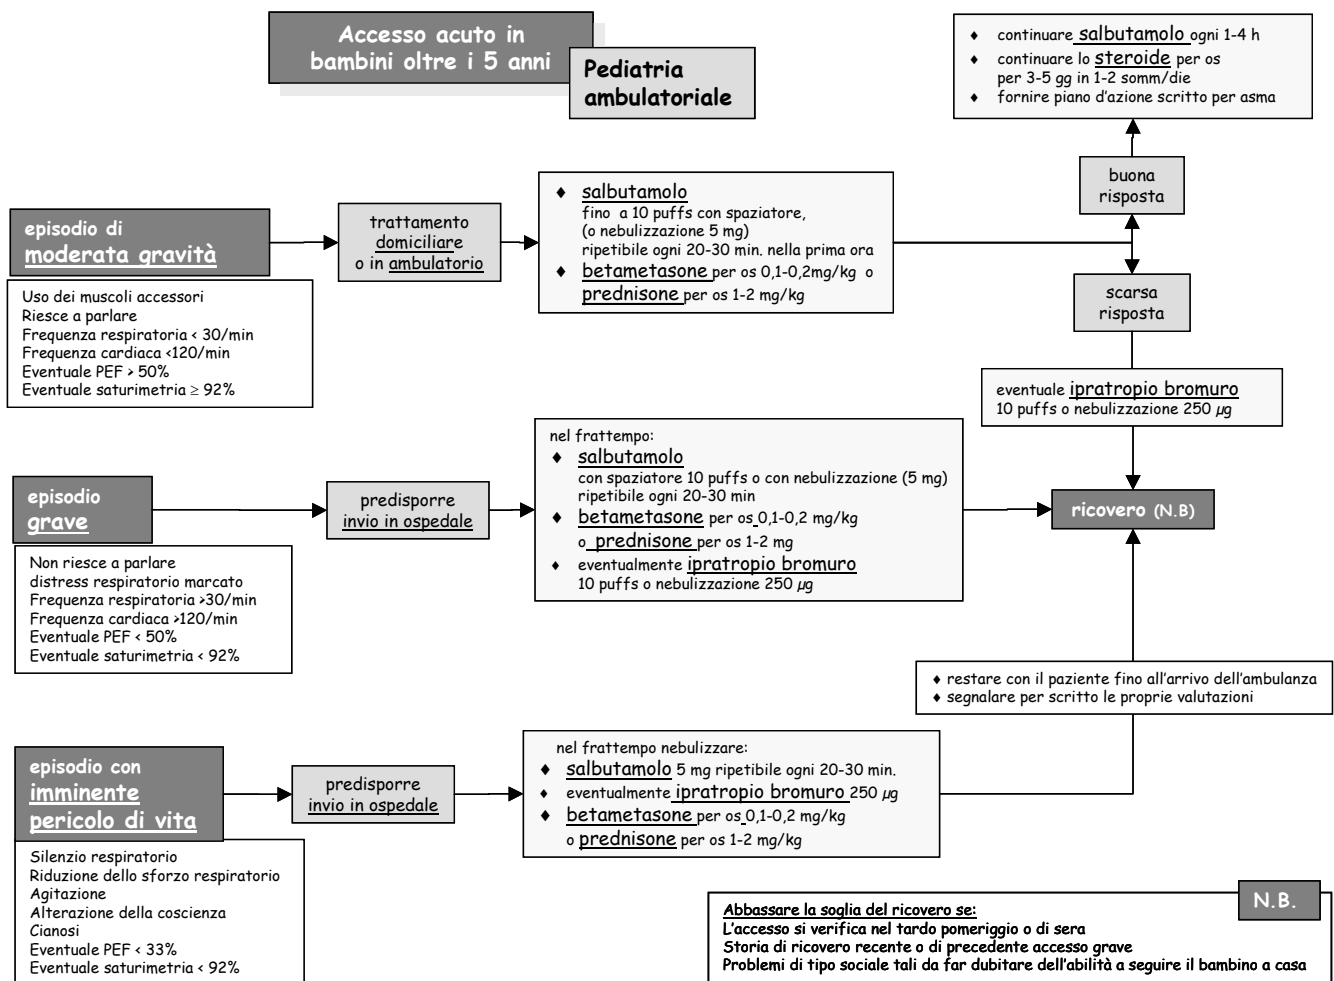 Accesso acuto in
bambini oltre i 5 anni
Pediatria
ambulatoriale
♦ continuare salbutamolo ogni 1-4 h
♦ continuare lo steroide per os
per 3-5 gg in 1-2 somm/die
♦ fornire piano d'azione scritto per asma
buona
risposta
episodio di
moderata gravità
Uso dei muscoli accessori
Riesce a parlare
Frequenza respiratoria < 30/min
Frequenza cardiaca <120/min
Eventuale PEF > 50%
Eventuale saturimetria ≥ 92%
trattamento
domiciliare
o in ambulatorio
♦ salbutamolo
fino a 10 puffs con spaziatore,
(o nebulizzazione 5 mg)
ripetibile ogni 20-30 min. nella prima ora
♦ betametasone per os 0,1-0,2mg/kg o
prednisone per os 1-2 mg/kg
scarsa
risposta
eventuale ipratropio bromuro
10 puffs o nebulizzazione 250 µg
episodio
grave
Non riesce a parlare
distress respiratorio marcato
Frequenza respiratoria >30/min
Frequenza cardiaca >120/min
Eventuale PEF < 50%
Eventuale saturimetria < 92%
predisporre
invio in ospedale
nel frattempo:
♦ salbutamolo
con spaziatore 10 puffs o con nebulizzazione (5 mg)
ripetibile ogni 20-30 min
♦ betametasone per os 0,1-0,2 mg/kg
o prednisone per os 1-2 mg
♦ eventualmente ipratropio bromuro
10 puffs o nebulizzazione 250 µg
ricovero (N.B)
♦ restare con il paziente fino all'arrivo dell'ambulanza
♦ segnalare per scritto le proprie valutazioni
episodio con
imminente
pericolo di vita
Silenzio respiratorio
Riduzione dello sforzo respiratorio
Agitazione
Alterazione della coscienza
Cianosi
Eventuale PEF < 33%
Eventuale saturimetria < 92%
predisporre
invio in ospedale
nel frattempo nebulizzare:
♦ salbutamolo 5 mg ripetibile ogni 20-30 min.
♦ eventualmente ipratropio bromuro 250 µg
♦ betametasone per os 0,1-0,2 mg/kg
o prednisone per os 1-2 mg/kg
N.B.
Abbassare la soglia del ricovero se:
L'accesso si verifica nel tardo pomeriggio o di sera
Storia di ricovero recente o di precedente accesso grave
Problemi di tipo sociale tali da far dubitare dell'abilità a seguire il bambino a casa